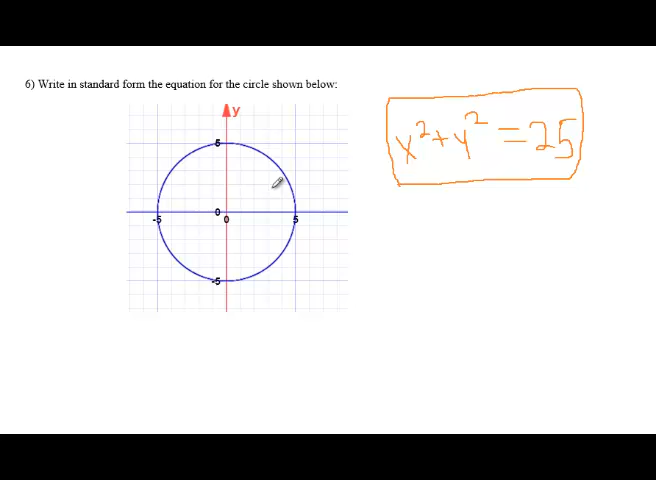 6) Write in standard form the equation for the circle shown below:
y
x² + y² = 25
5
0
-5
0
5
-5